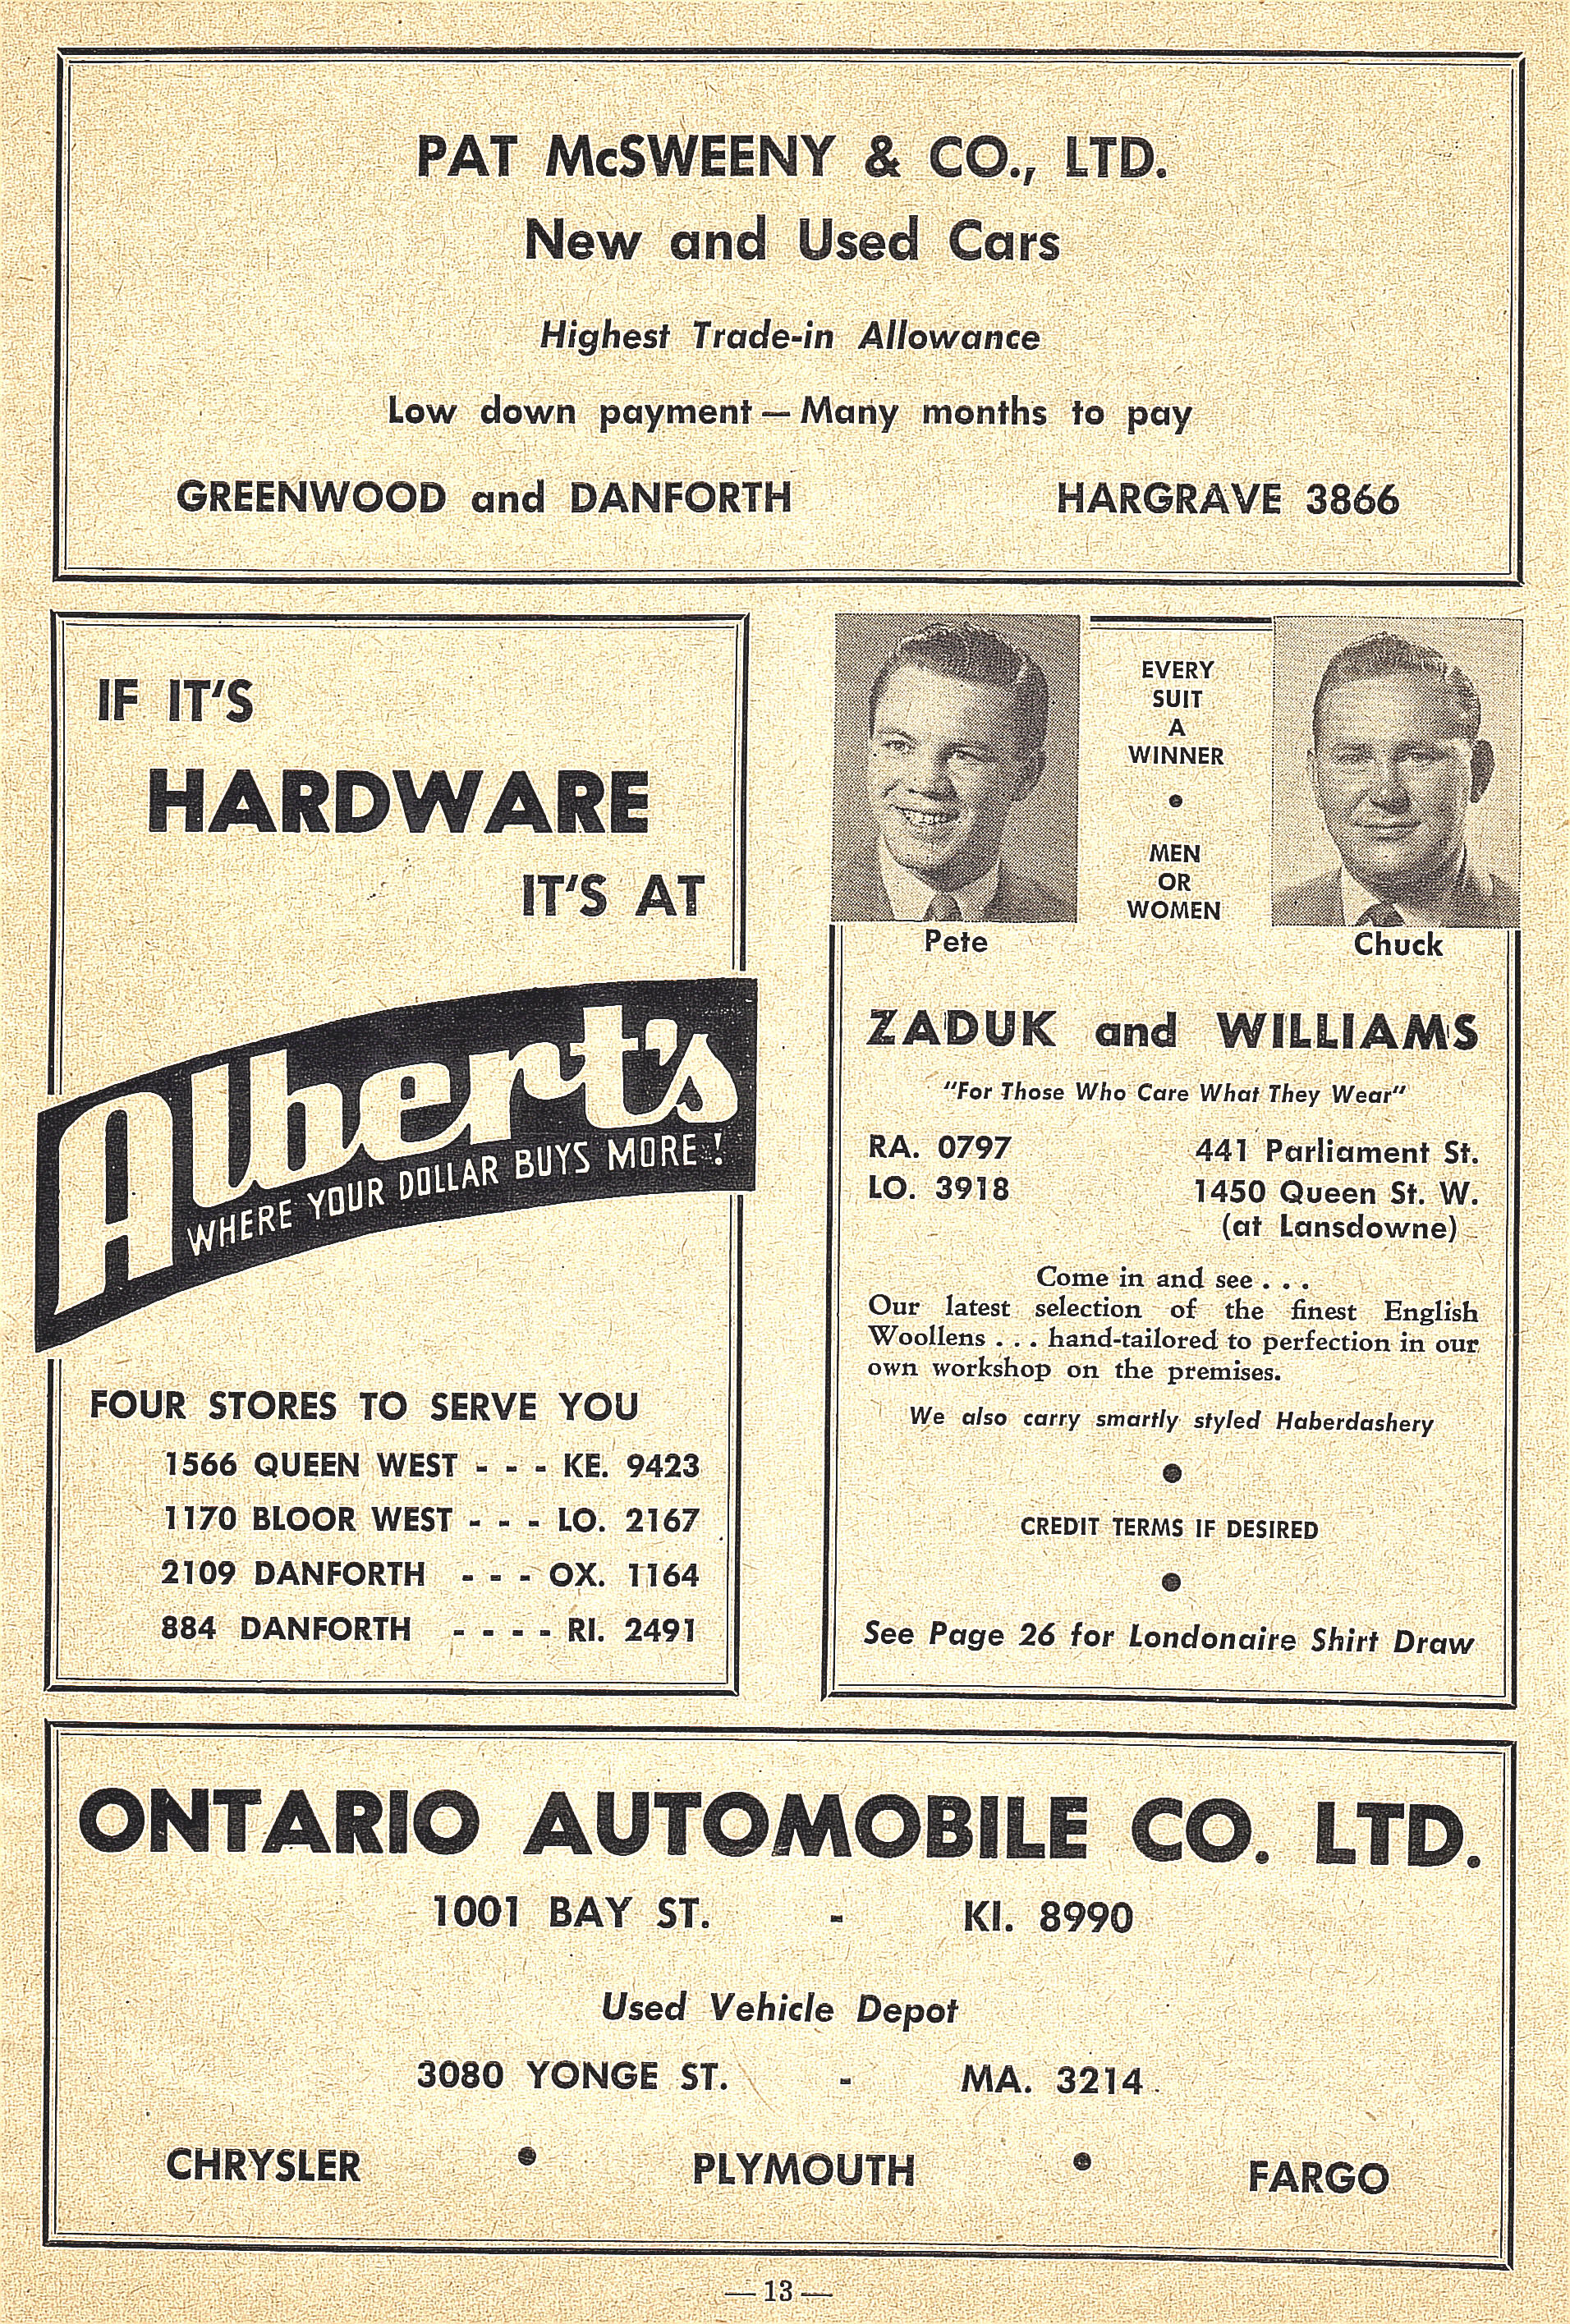 PAT McSWEENY & CO., LTD.
New and Used Cars
Highest Trade-in Allowance
Low down payment — Many months to pay
GREENWOOD and DANFORTH HARGRAVE 3866
IF IT'S
HARDWARE
IT'S AT
Albert's
WHERE YOUR DOLLAR BUYS MORE!
FOUR STORES TO SERVE YOU
1566 QUEEN WEST - - - KE. 9423
1170 BLOOR WEST - - - LO. 2167
2109 DANFORTH - - - OX. 1164
884 DANFORTH - - - - RI. 2491
EVERY
SUIT
A
WINNER
•
MEN
OR
WOMEN
Pete Chuck
ZADUK and WILLIAMS
"For Those Who Care What They Wear"
RA. 0797 441 Parliament St.
LO. 3918 1450 Queen St. W.
(at Lansdowne)
Come in and see . . .
Our latest selection of the finest English
Woollens . . . hand-tailored to perfection in our
own workshop on the premises.
We also carry smartly styled Haberdashery
•
CREDIT TERMS IF DESIRED
•
See Page 26 for Londonaire Shirt Draw
ONTARIO AUTOMOBILE CO. LTD.
1001 BAY ST. - KI. 8990
Used Vehicle Depot
3080 YONGE ST. - MA. 3214
CHRYSLER • PLYMOUTH • FARGO
— 13 —